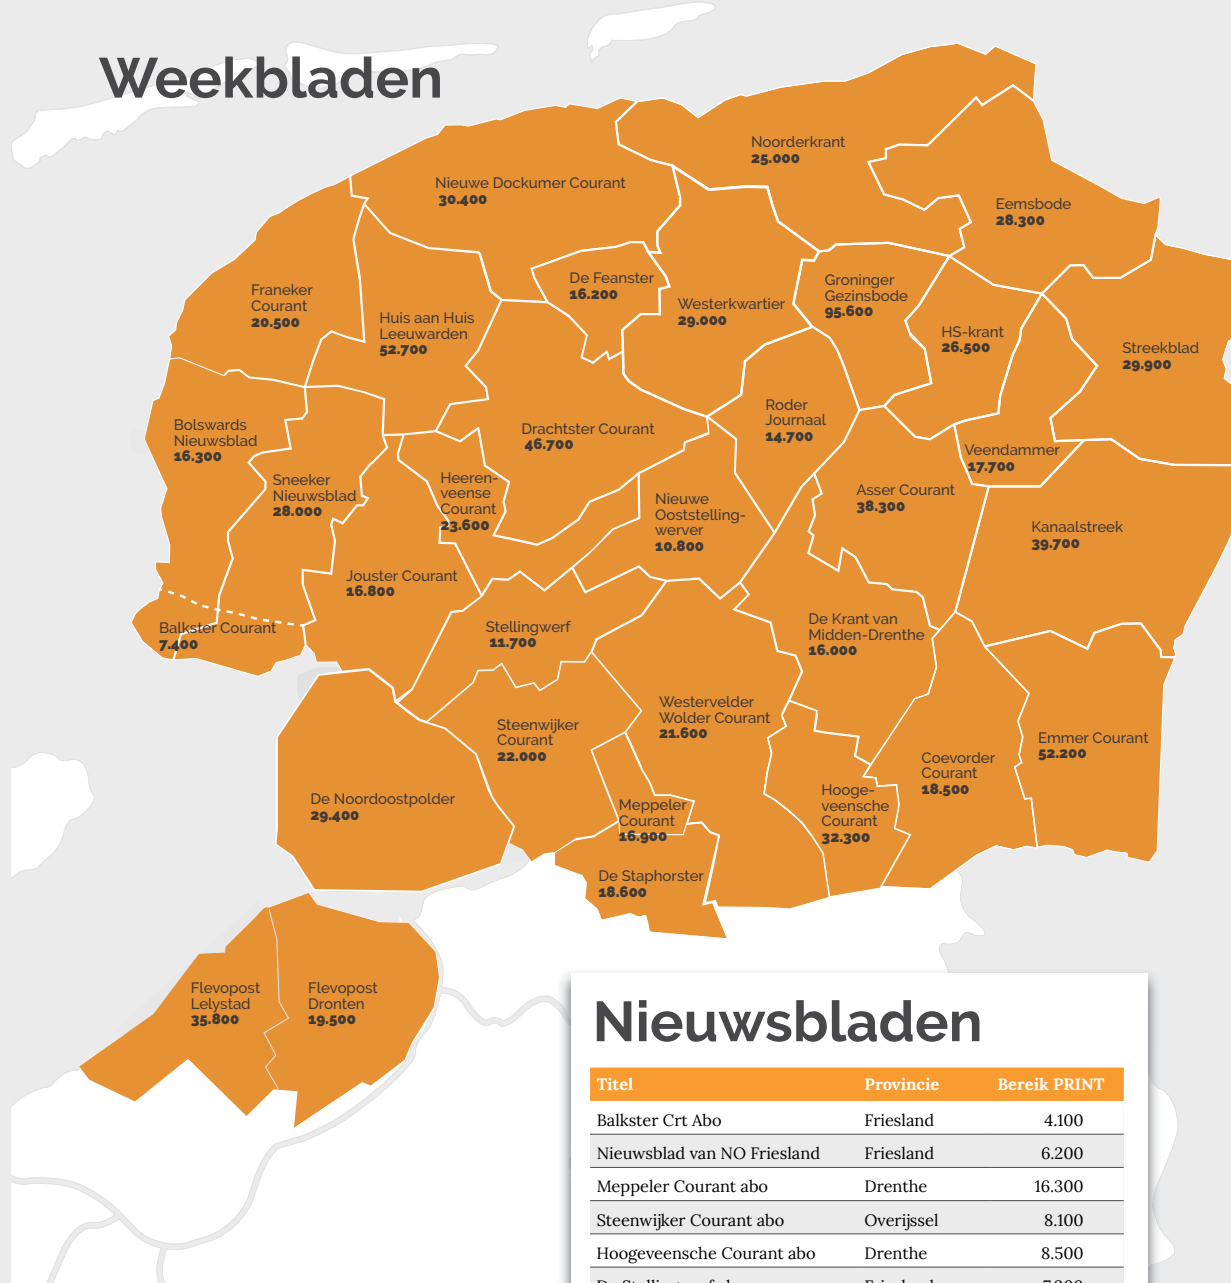 Weekbladen
Noorderkrant
25.000
Nieuwe Dockumer Courant
30.400
Eemsbode
28.300
De Feanster
16.200
Groninger
Gezinsbode
95.600
Franeker
Courant
20.500
Westerkwartier
29.000
Huis aan Huis
Leeuwarden
52.700
HS-krant
26.500
Streekblad
29.900
Roder
Journaal
14.700
Bolswards
Nieuwsblad
16.300
Drachtster Courant
46.700
Veendammer
17.700
Sneeker
Nieuwsblad
28.000
Heeren-
veense
Courant
23.600
Asser Courant
38.300
Nieuwe
Ooststelling-
werver
10.800
Kanaalstreek
39.700
Jouster Courant
16.800
De Krant van
Midden-Drenthe
16.000
Balkster Courant
7.400
Stellingwerf
11.700
Westervelder
Wolder Courant
21.600
Steenwijker
Courant
22.000
Emmer Courant
52.200
Coevorder
Courant
18.500
De Noordoostpolder
29.400
Hooge-
veensche
Courant
32.300
Meppeler
Courant
16.900
De Staphorster
18.600
Flevopost
Lelystad
35.800
Flevopost
Dronten
19.500
Nieuwsbladen
Titel Provincie Bereik PRINT
Balkster Crt Abo Friesland 4.100
Nieuwsblad van NO Friesland Friesland 6.200
Meppeler Courant abo Drenthe 16.300
Steenwijker Courant abo Overijssel 8.100
Hoogeveensche Courant abo Drenthe 8.500